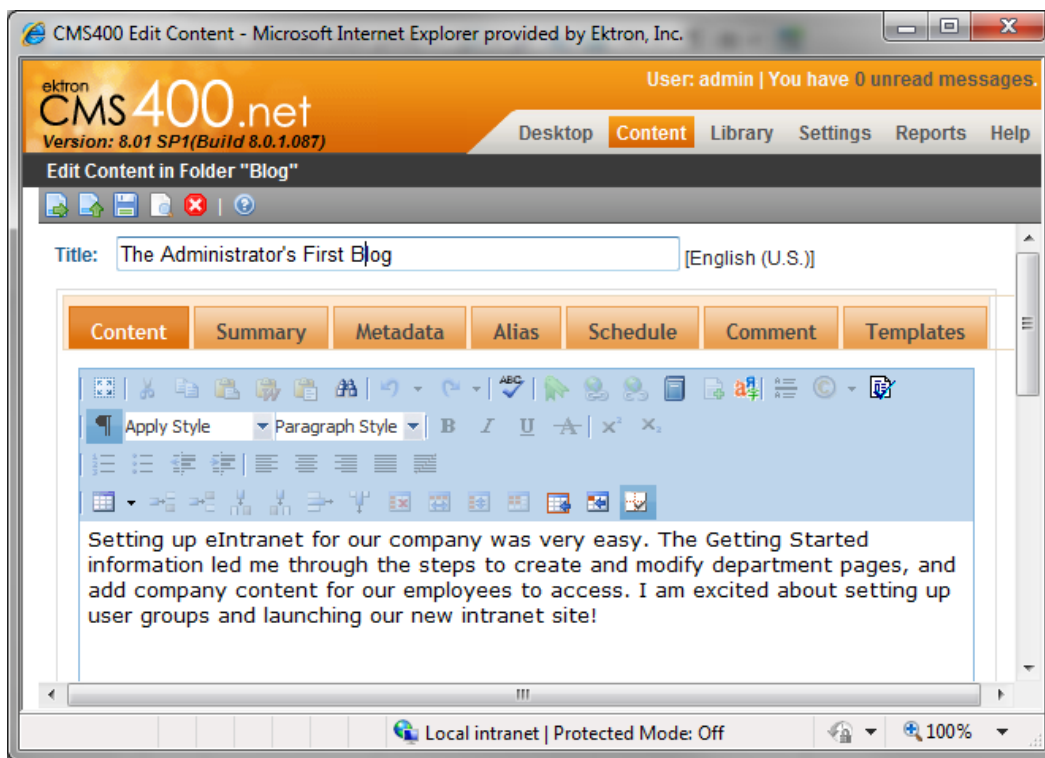 CMS400 Edit Content - Microsoft Internet Explorer provided by Ektron, Inc.
User: admin | You have 0 unread messages.
ektron
CMS400.net
Version: 8.01 SP1(Build 8.0.1.087)
Desktop Content Library Settings Reports Help
Edit Content in Folder "Blog"
Title: The Administrator's First Blog [English (U.S.)]
Content Summary Metadata Alias Schedule Comment Templates
ABC
Apply Style Paragraph Style B I U A x² x₂
Setting up eIntranet for our company was very easy. The Getting Started
information led me through the steps to create and modify department pages, and
add company content for our employees to access. I am excited about setting up
user groups and launching our new intranet site!
Local intranet | Protected Mode: Off 100%